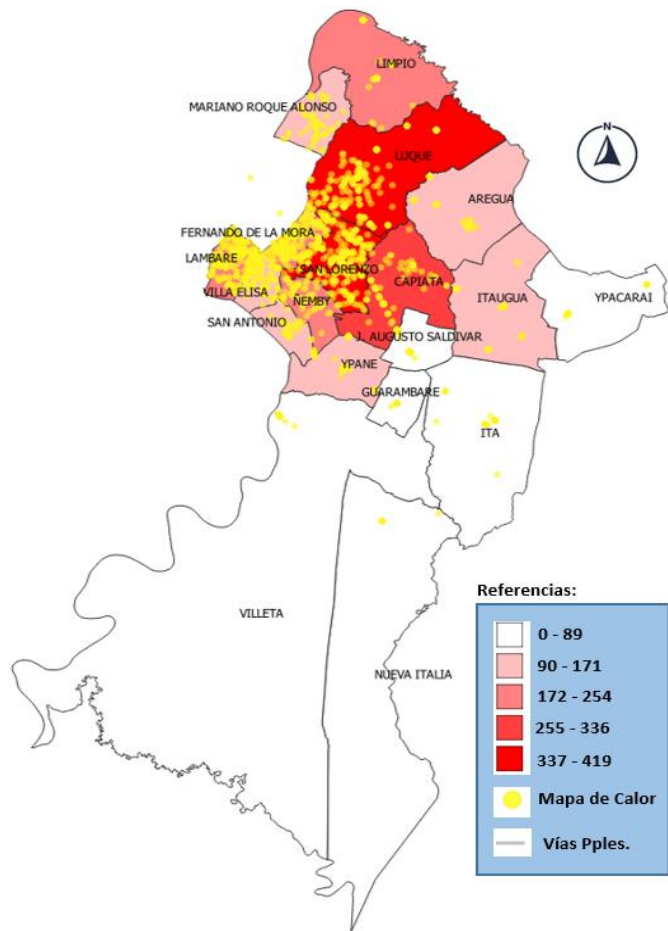 LIMPIO
MARIANO ROQUE ALONSO
N
LUQUE
AREGUA
FERNANDO DE LA MORA
LAMBARE
SAN LORENZO
CAPIATA
VILLA ELISA
ÑEMBY
ITAUGUA
YPACARAI
SAN ANTONIO
J. AUGUSTO SALDIVAR
YPANE
GUARAMBARE
ITA
VILLETA
NUEVA ITALIA
Referencias:
0 - 89
90 - 171
172 - 254
255 - 336
337 - 419
Mapa de Calor
Vías Pples.